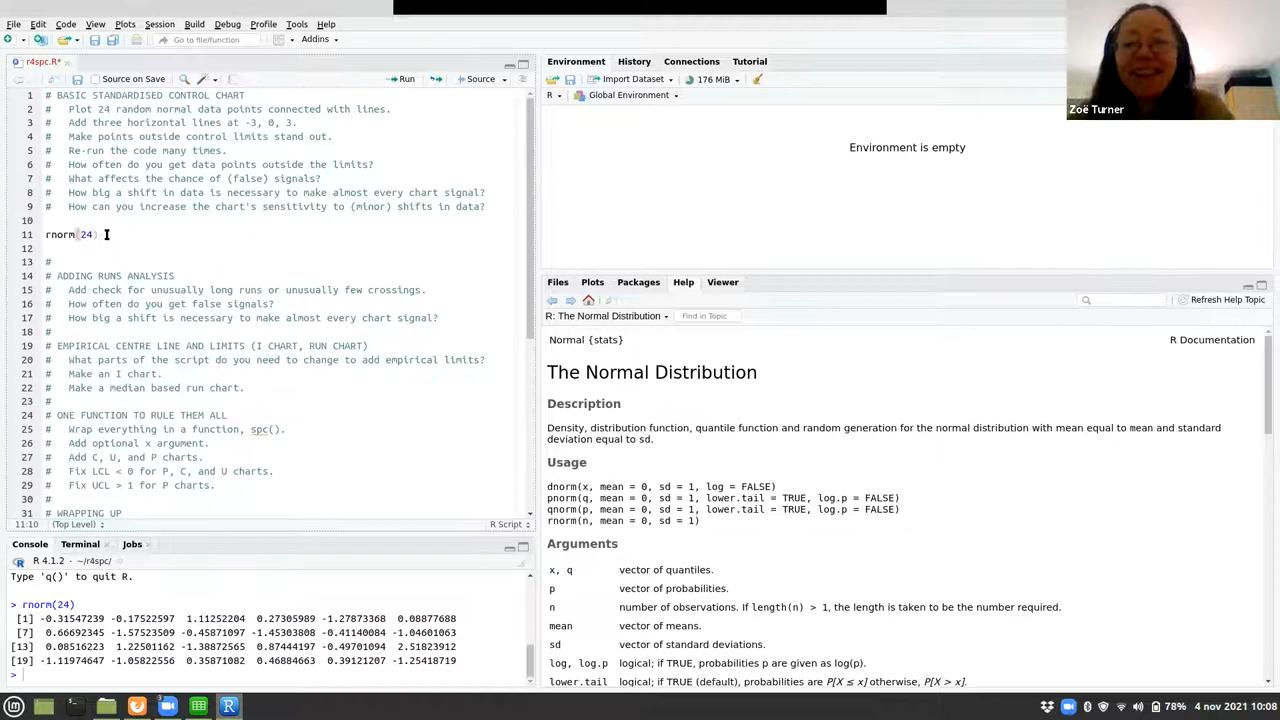 File Edit Code View Plots Session Build Debug Profile Tools Help
Go to file/function Addins
r4spc.R*
Source on Save Run Source
1 # BASIC STANDARDISED CONTROL CHART
2 # Plot 24 random normal data points connected with lines.
3 # Add three horizontal lines at -3, 0, 3.
4 # Make points outside control limits stand out.
5 # Re-run the code many times.
6 # How often do you get data points outside the limits?
7 # What affects the chance of (false) signals?
8 # How big a shift in data is necessary to make almost every chart signal?
9 # How can you increase the chart's sensitivity to (minor) shifts in data?
10
11 rnorm(24)
12
13 #
14 # ADDING RUNS ANALYSIS
15 # Add check for unusually long runs or unusually few crossings.
16 # How often do you get false signals?
17 # How big a shift is necessary to make almost every chart signal?
18 #
19 # EMPIRICAL CENTRE LINE AND LIMITS (I CHART, RUN CHART)
20 # What parts of the script do you need to change to add empirical limits?
21 # Make an I chart.
22 # Make a median based run chart.
23 #
24 # ONE FUNCTION TO RULE THEM ALL
25 # Wrap everything in a function, spc().
26 # Add optional x argument.
27 # Add C, U, and P charts.
28 # Fix LCL < 0 for P, C, and U charts.
29 # Fix UCL > 1 for P charts.
30 #
31 # WRAPPING UP
11:10 (Top Level) R Script
Console Terminal Jobs
R 4.1.2 · ~/r4spc/
Type 'q()' to quit R.
> rnorm(24)
[1] -0.31547239 -0.17522597 1.11252204 0.27305989 -1.27873368 0.08877688
[7] 0.66692345 -1.57523509 -0.45871097 -1.45303808 -0.41140084 -1.04601063
[13] 0.08516223 1.22501162 -1.38872565 0.87444197 -0.49701094 2.51823912
[19] -1.11974647 -1.05822556 0.35871082 0.46884663 0.39121207 -1.25418719
>
Environment History Connections Tutorial
Import Dataset 176 MiB
R Global Environment
Environment is empty
Files Plots Packages Help Viewer
Refresh Help Topic
R: The Normal Distribution Find in Topic
Normal {stats} R Documentation
The Normal Distribution
Description
Density, distribution function, quantile function and random generation for the normal distribution with mean equal to mean and standard
deviation equal to sd.
Usage
dnorm(x, mean = 0, sd = 1, log = FALSE)
pnorm(q, mean = 0, sd = 1, lower.tail = TRUE, log.p = FALSE)
qnorm(p, mean = 0, sd = 1, lower.tail = TRUE, log.p = FALSE)
rnorm(n, mean = 0, sd = 1)
Arguments
x, q vector of quantiles.
p vector of probabilities.
n number of observations. If length(n) > 1, the length is taken to be the number required.
mean vector of means.
sd vector of standard deviations.
log, log.p logical; if TRUE, probabilities p are given as log(p).
lower.tail logical; if TRUE (default), probabilities are P[X ≤ x] otherwise, P[X > x].
Zoë Turner
78% 4 nov 2021 10:08